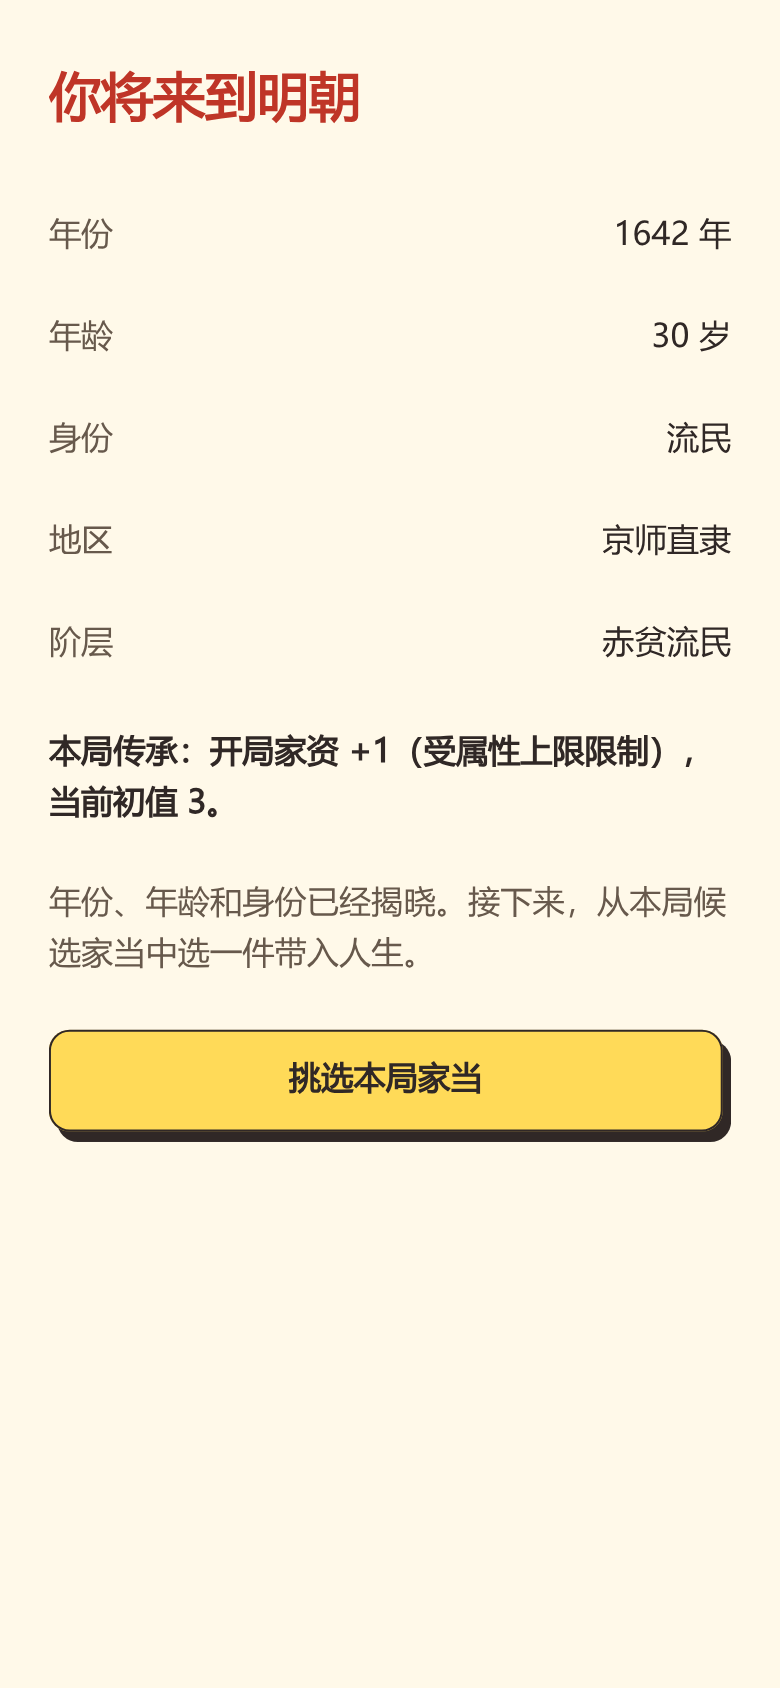 你将来到明朝
年份 1642 年
年龄 30 岁
身份 流民
地区 京师直隶
阶层 赤贫流民
本局传承：开局家资 +1（受属性上限限制），
当前初值 3。
年份、年龄和身份已经揭晓。接下来，从本局候
选家当中选一件带入人生。
挑选本局家当